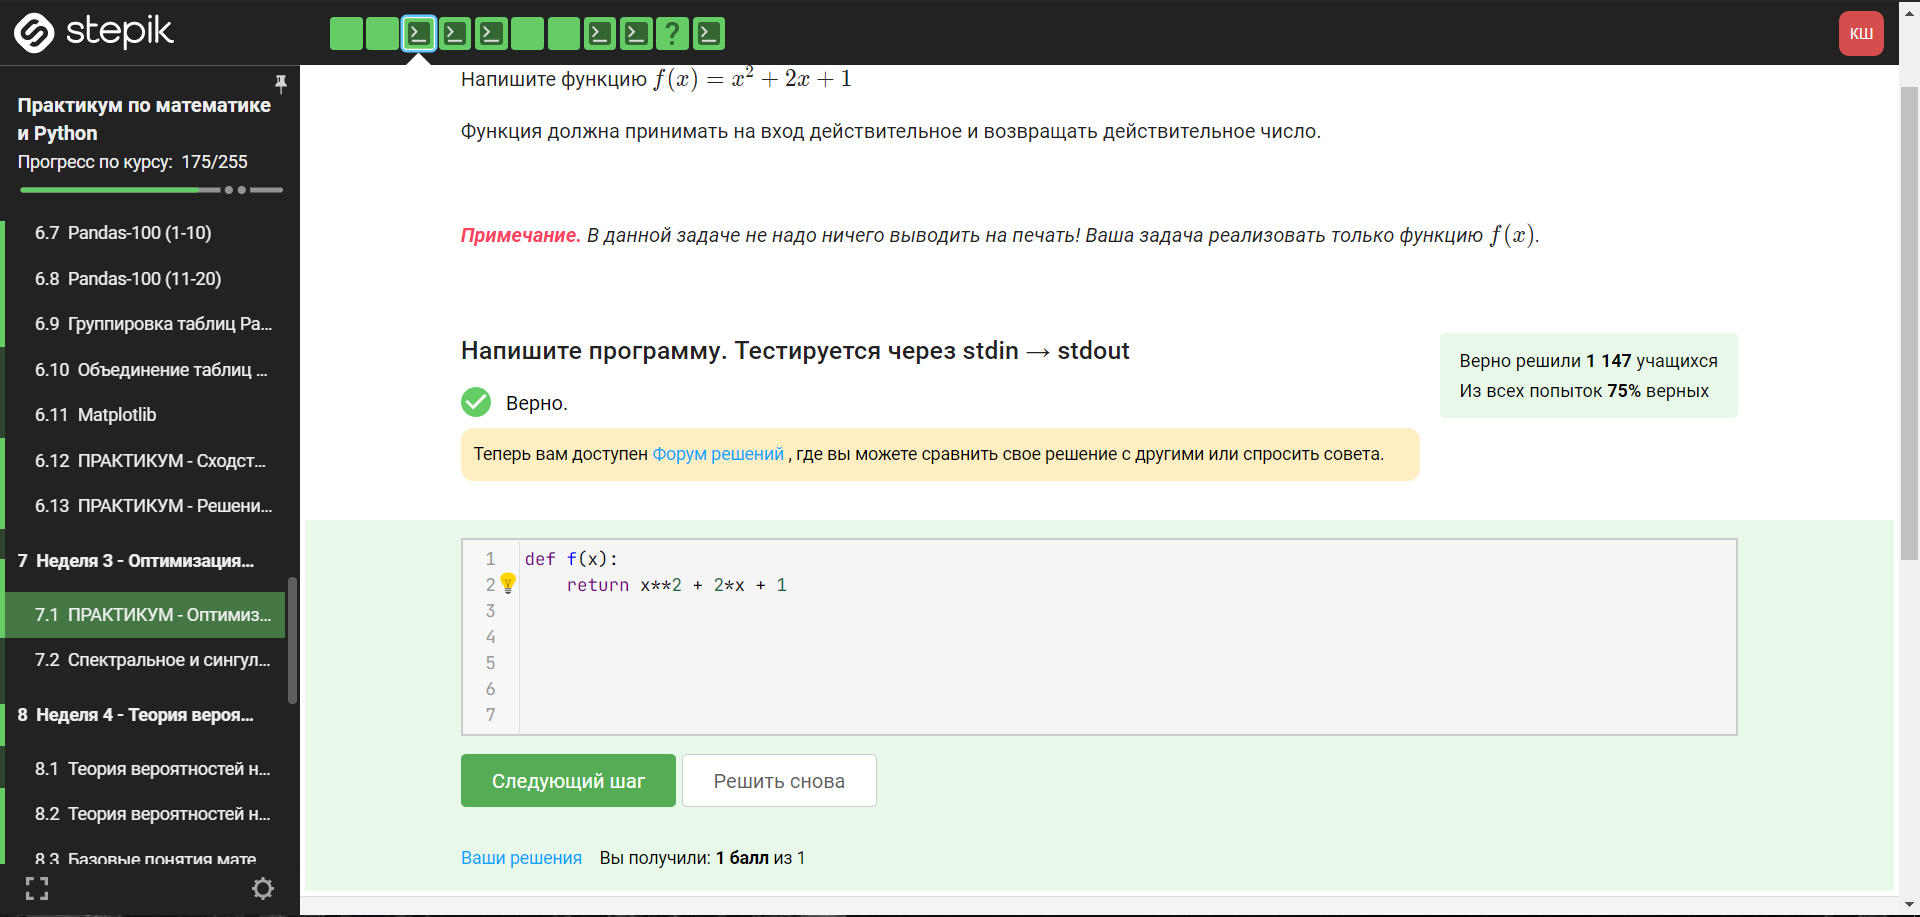 stepik
?
КШ
Практикум по математике
и Python
Прогресс по курсу: 175/255
6.7 Pandas-100 (1-10)
6.8 Pandas-100 (11-20)
6.9 Группировка таблиц Pa...
6.10 Объединение таблиц ...
6.11 Matplotlib
6.12 ПРАКТИКУМ - Сходст...
6.13 ПРАКТИКУМ - Решени...
7 Неделя 3 - Оптимизация...
7.1 ПРАКТИКУМ - Оптимиз...
7.2 Спектральное и сингул...
8 Неделя 4 - Теория вероя...
8.1 Теория вероятностей н...
8.2 Теория вероятностей н...
8.3 Базовые понятия мате
Напишите функцию f(x) = x² + 2x + 1
Функция должна принимать на вход действительное и возвращать действительное число.
Примечание. В данной задаче не надо ничего выводить на печать! Ваша задача реализовать только функцию f(x).
Напишите программу. Тестируется через stdin → stdout
Верно.
Верно решили 1 147 учащихся
Из всех попыток 75% верных
Теперь вам доступен Форум решений , где вы можете сравнить свое решение с другими или спросить совета.
1 def f(x):
2     return x**2 + 2*x + 1
3
4
5
6
7
Следующий шаг
Решить снова
Ваши решения Вы получили: 1 балл из 1